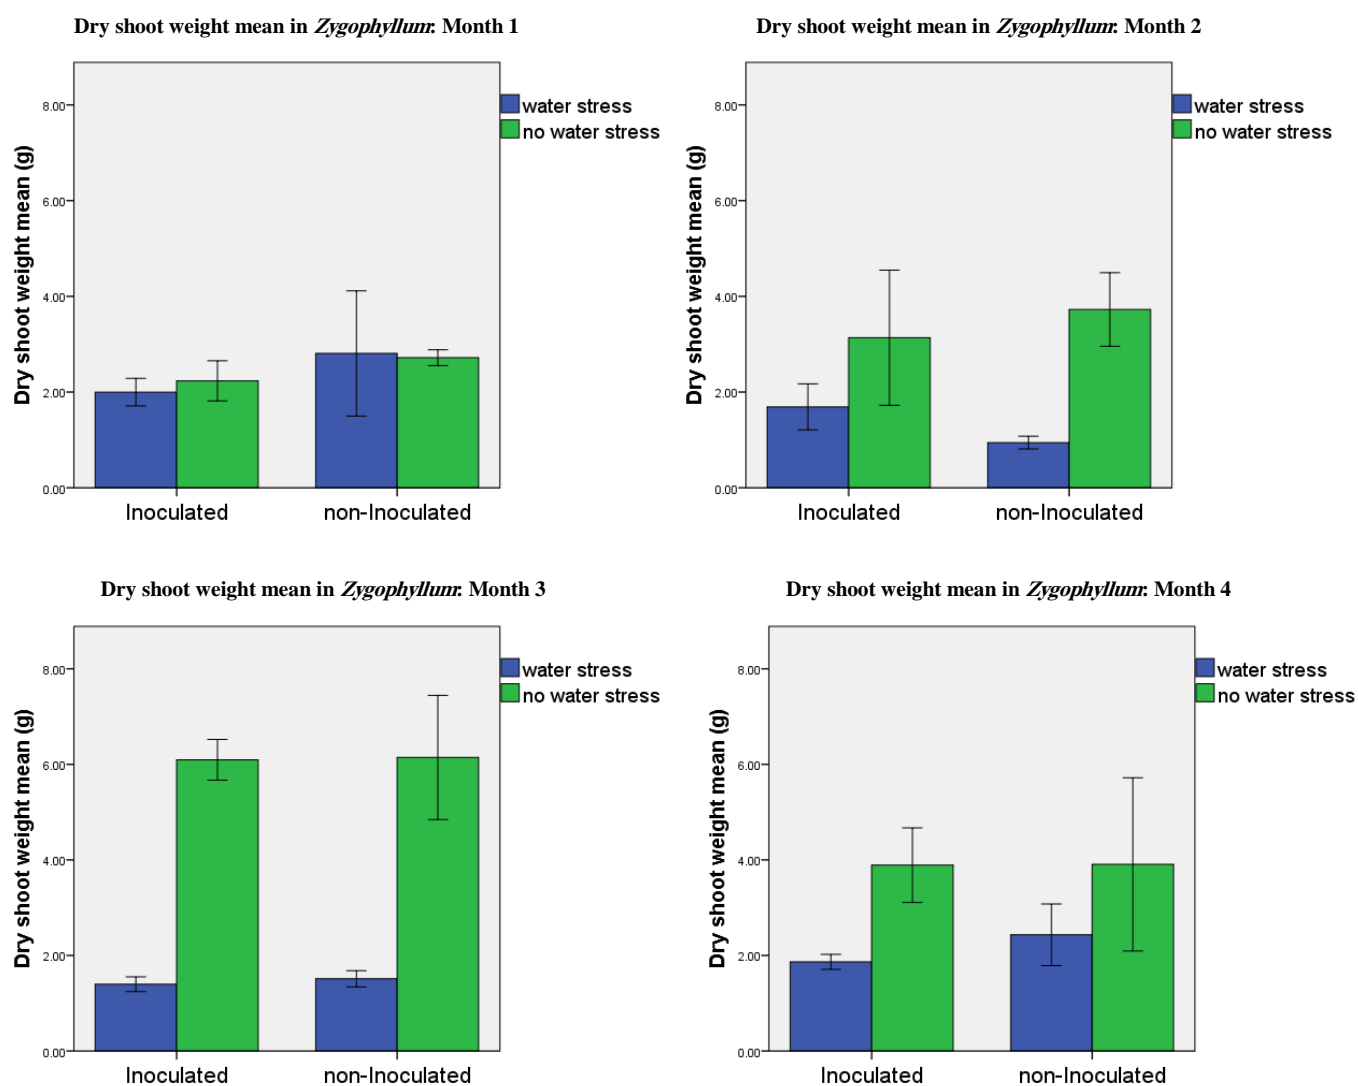 Dry shoot weight mean in Zygophyllum: Month 1
Dry shoot weight mean (g)
8.00
6.00
4.00
2.00
0.00
water stress
no water stress
Inoculated
non-Inoculated
Dry shoot weight mean in Zygophyllum: Month 2
Dry shoot weight mean (g)
8.00
6.00
4.00
2.00
0.00
water stress
no water stress
Inoculated
non-Inoculated
Dry shoot weight mean in Zygophyllum: Month 3
Dry shoot weight mean (g)
8.00
6.00
4.00
2.00
0.00
water stress
no water stress
Inoculated
non-Inoculated
Dry shoot weight mean in Zygophyllum: Month 4
Dry shoot weight mean (g)
8.00
6.00
4.00
2.00
0.00
water stress
no water stress
Inoculated
non-Inoculated